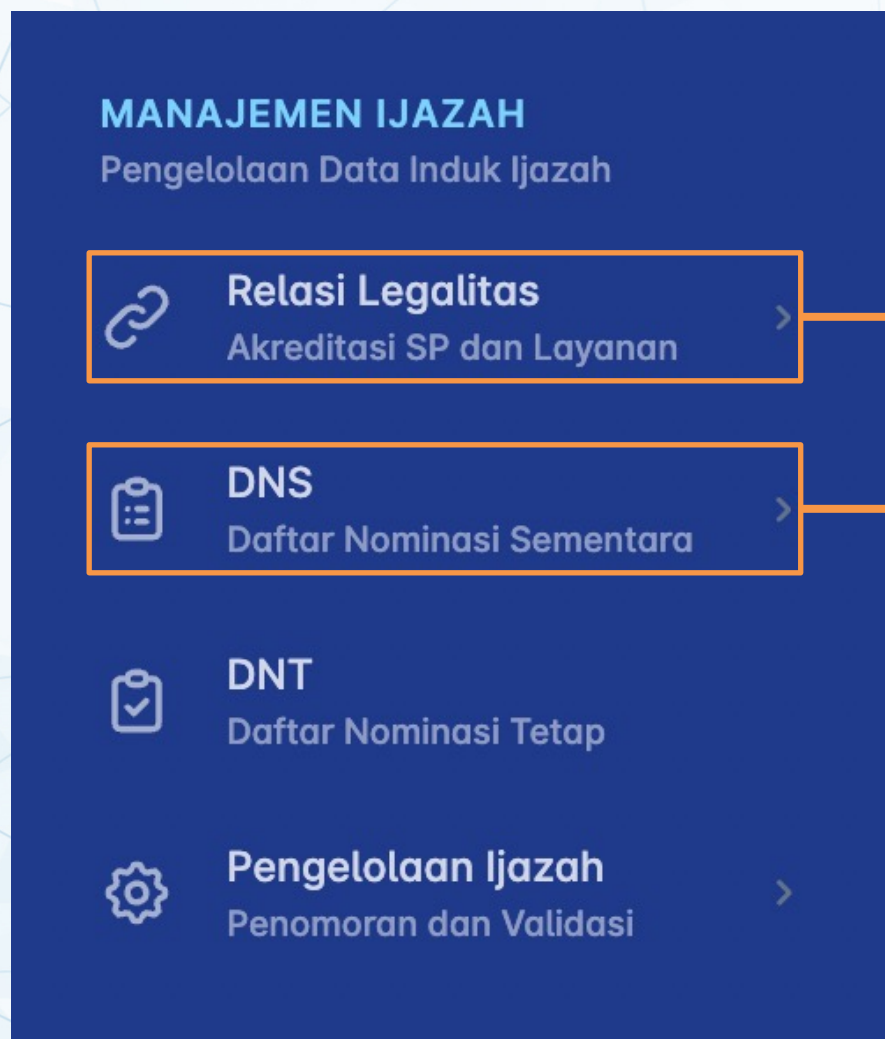 MANAJEMEN IJAZAH
Pengelolaan Data Induk Ijazah
Relasi Legalitas
Akreditasi SP dan Layanan
DNS
Daftar Nominasi Sementara
DNT
Daftar Nominasi Tetap
Pengelolaan Ijazah
Penomoran dan Validasi